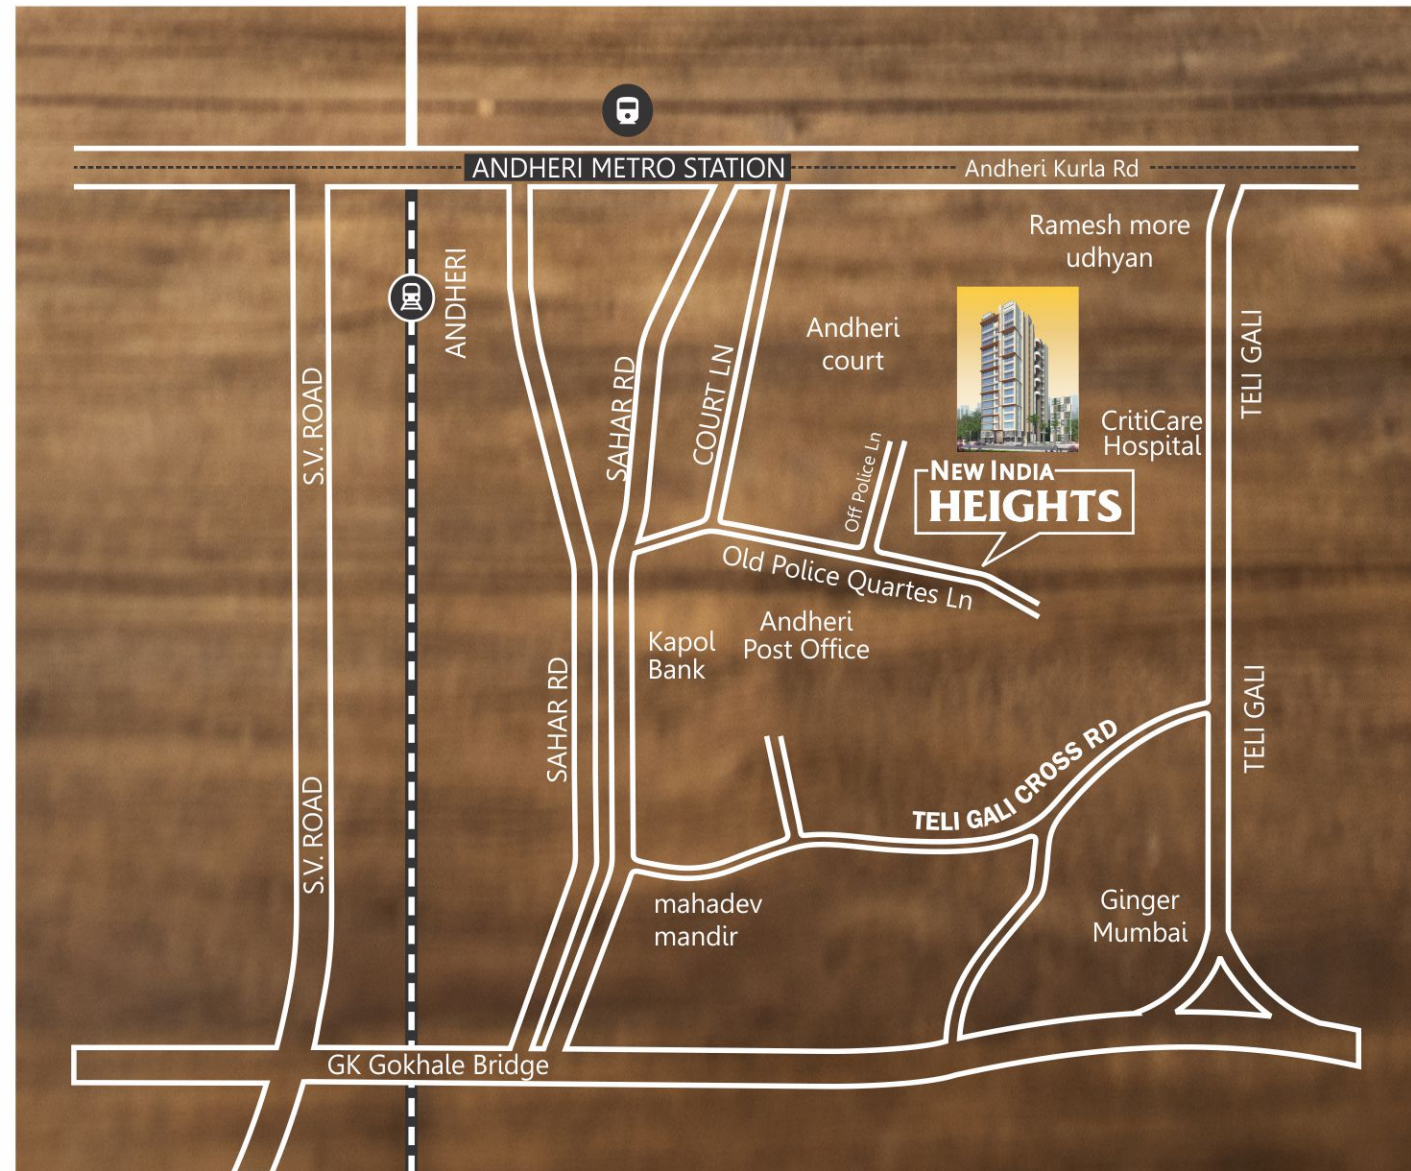 ANDHERI METRO STATION
Andheri Kurla Rd
Ramesh more
udhyan
ANDHERI
Andheri
court
S.V. ROAD
SAHAR RD
COURT LN
TELI GALI
CritiCare
Hospital
Off Police Ln
NEW INDIA
HEIGHTS
Old Police Quartes Ln
Andheri
Post Office
Kapol
Bank
SAHAR RD
TELI GALI
TELI GALI CROSS RD
S.V. ROAD
mahadev
mandir
Ginger
Mumbai
GK Gokhale Bridge